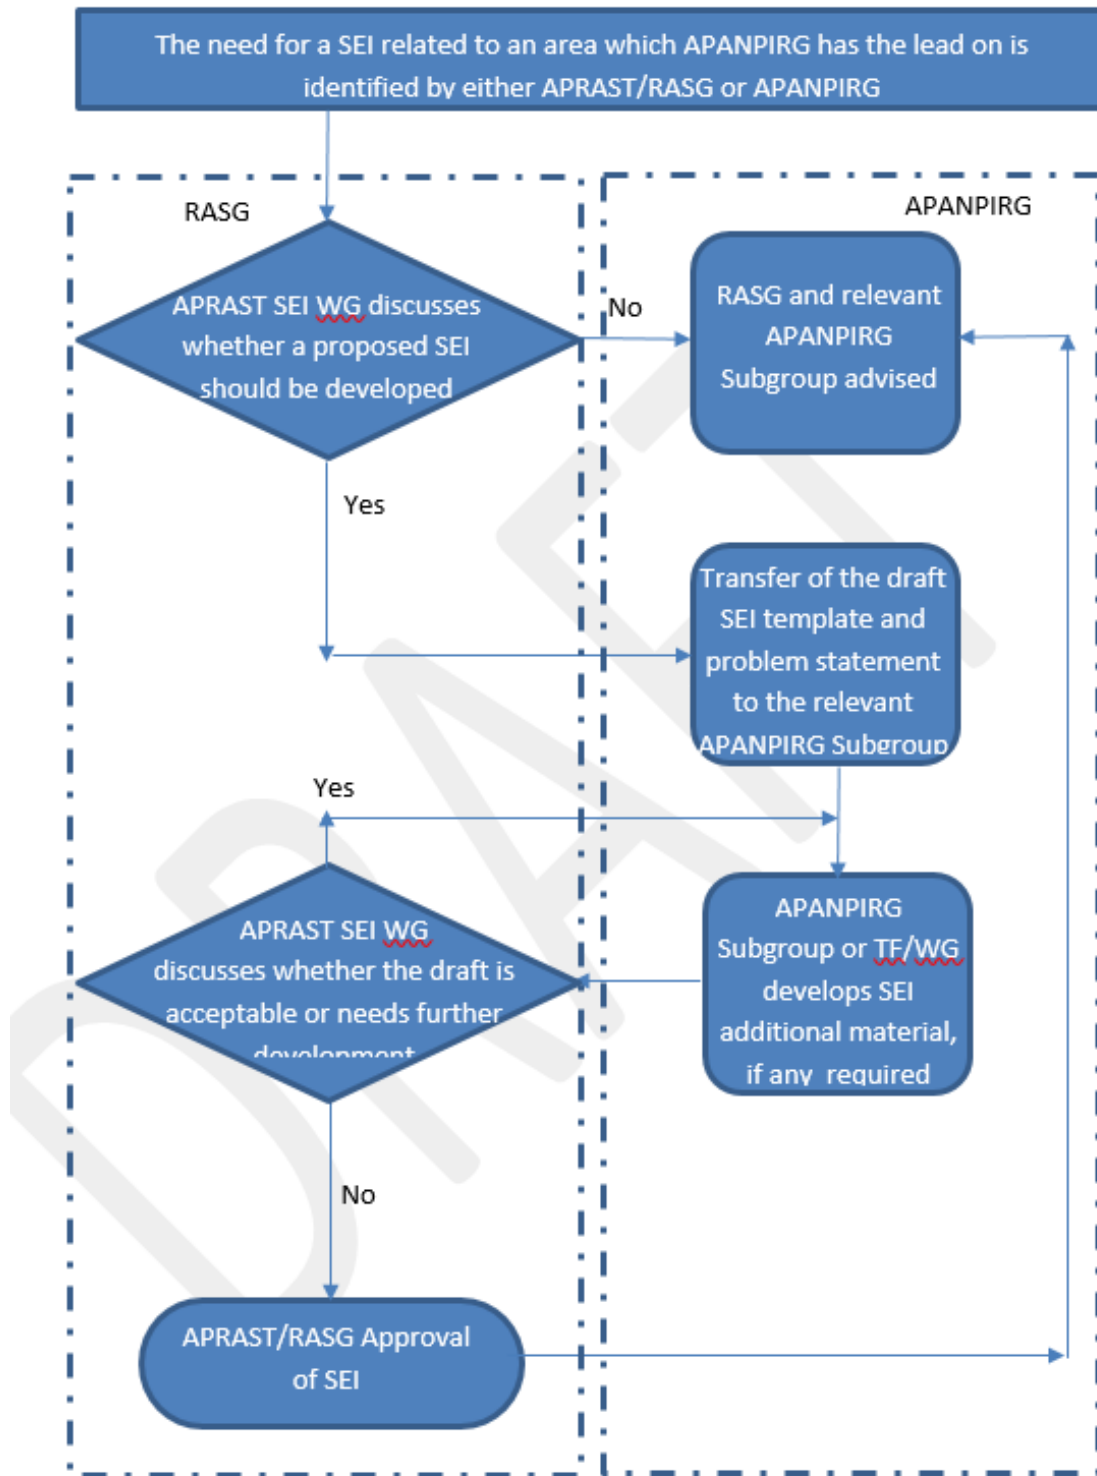 The need for a SEI related to an area which APANPIRG has the lead on is
identified by either APRAST/RASG or APANPIRG
RASG
APANPIRG
APRAST SEI WG discusses
whether a proposed SEI
should be developed
No
RASG and relevant
APANPIRG
Subgroup advised
Yes
Transfer of the draft
SEI template and
problem statement
to the relevant
APANPIRG Subgroup
Yes
APRAST SEI WG
discusses whether the draft is
acceptable or needs further
development
APANPIRG
Subgroup or TF/WG
develops SEI
additional material,
if any required
No
APRAST/RASG Approval
of SEI
DRAFT